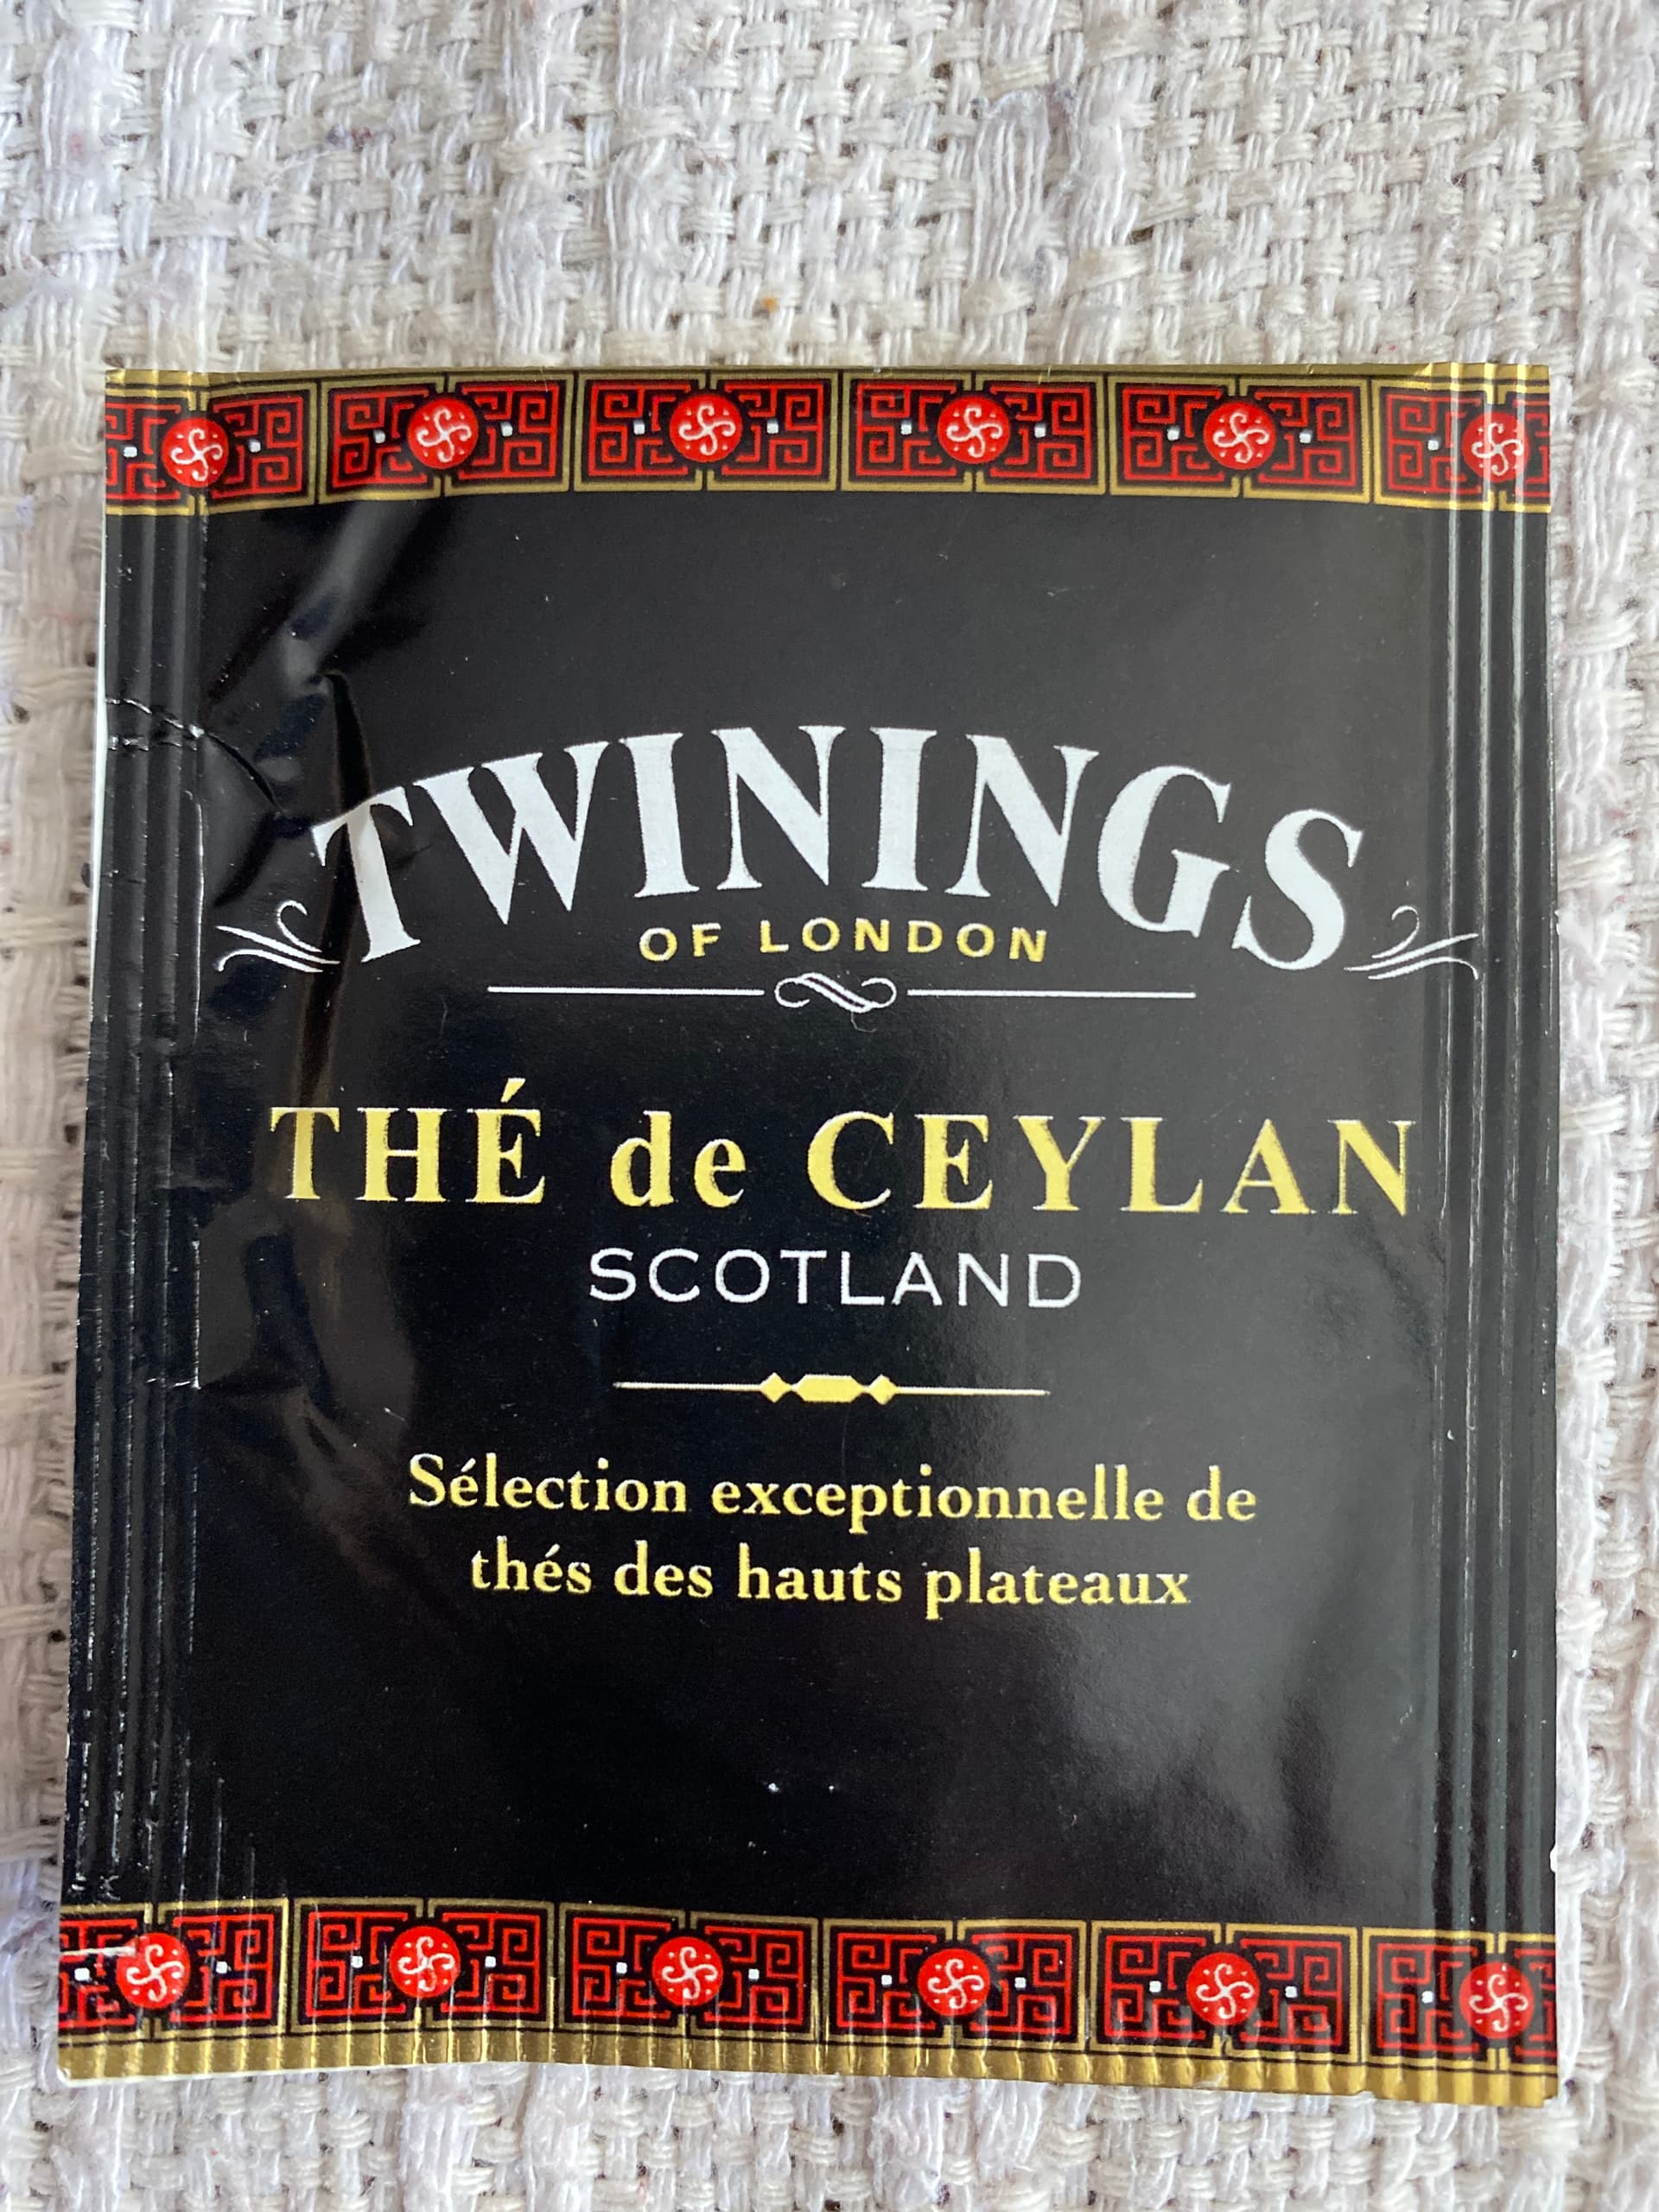 TWININGS
OF LONDON
THÉ de CEYLAN
SCOTLAND
Sélection exceptionnelle de
thés des hauts plateaux